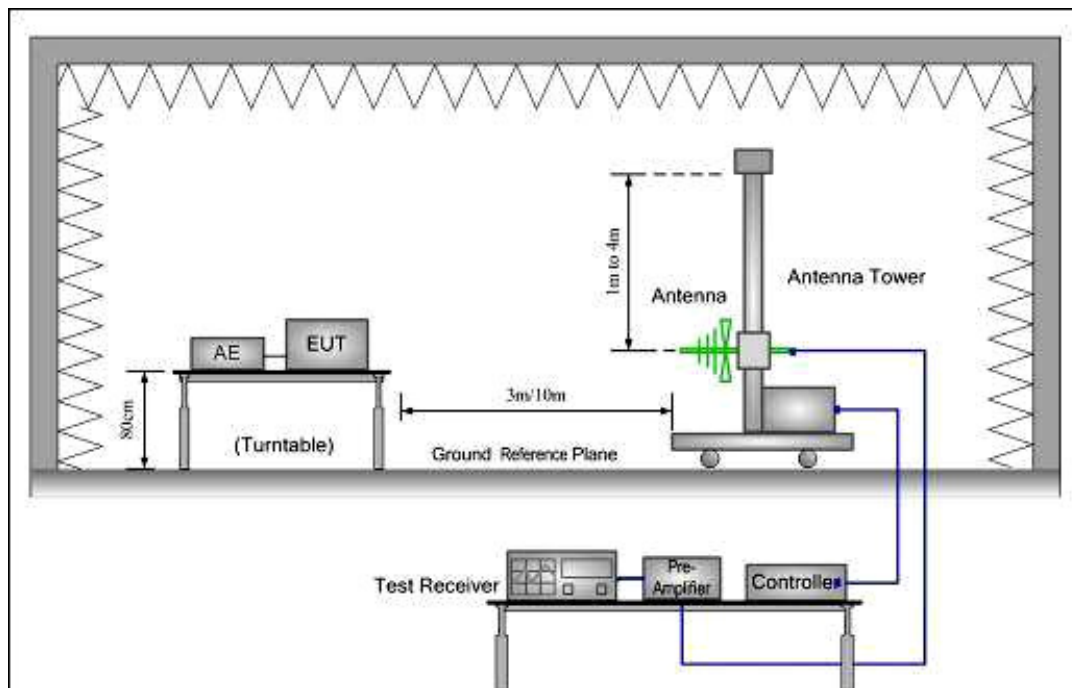 1m to 4m
Antenna Tower
Antenna
AE
EUT
3m/10m
80cm
(Turntable)
Ground Reference Plane
Test Receiver
Pre-
Amplifier
Controlle